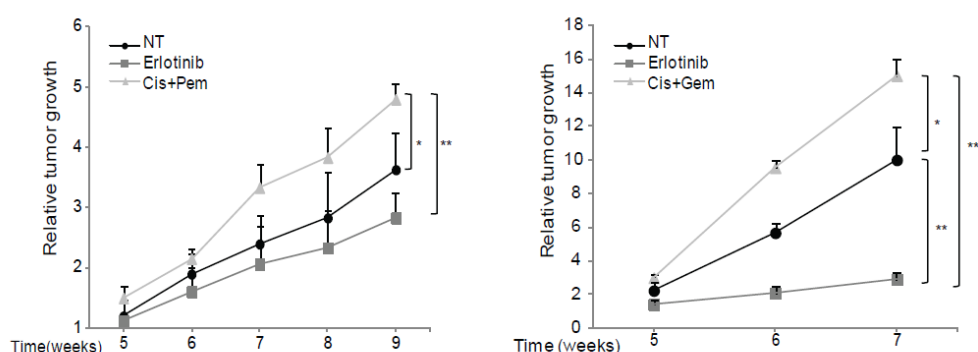 6
5
4
3
2
1
Relative tumor growth
NT
Erlotinib
Cis+Pem
*
**
Time(weeks)
5 6 7 8 9
18
16
14
12
10
8
6
4
2
0
Relative tumor growth
NT
Erlotinib
Cis+Gem
*
**
**
Time (weeks)
5 6 7